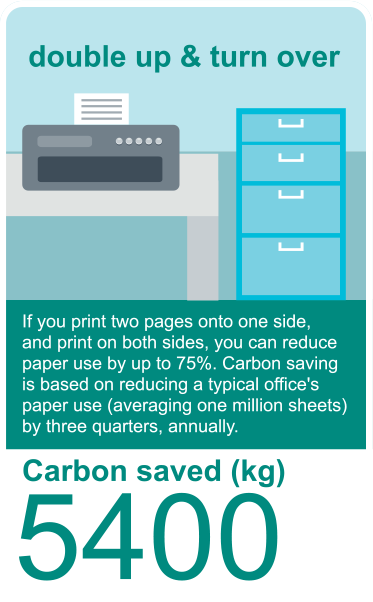 double up & turn over
If you print two pages onto one side,
and print on both sides, you can reduce
paper use by up to 75%. Carbon saving
is based on reducing a typical office's
paper use (averaging one million sheets)
by three quarters, annually.
Carbon saved (kg)
5400